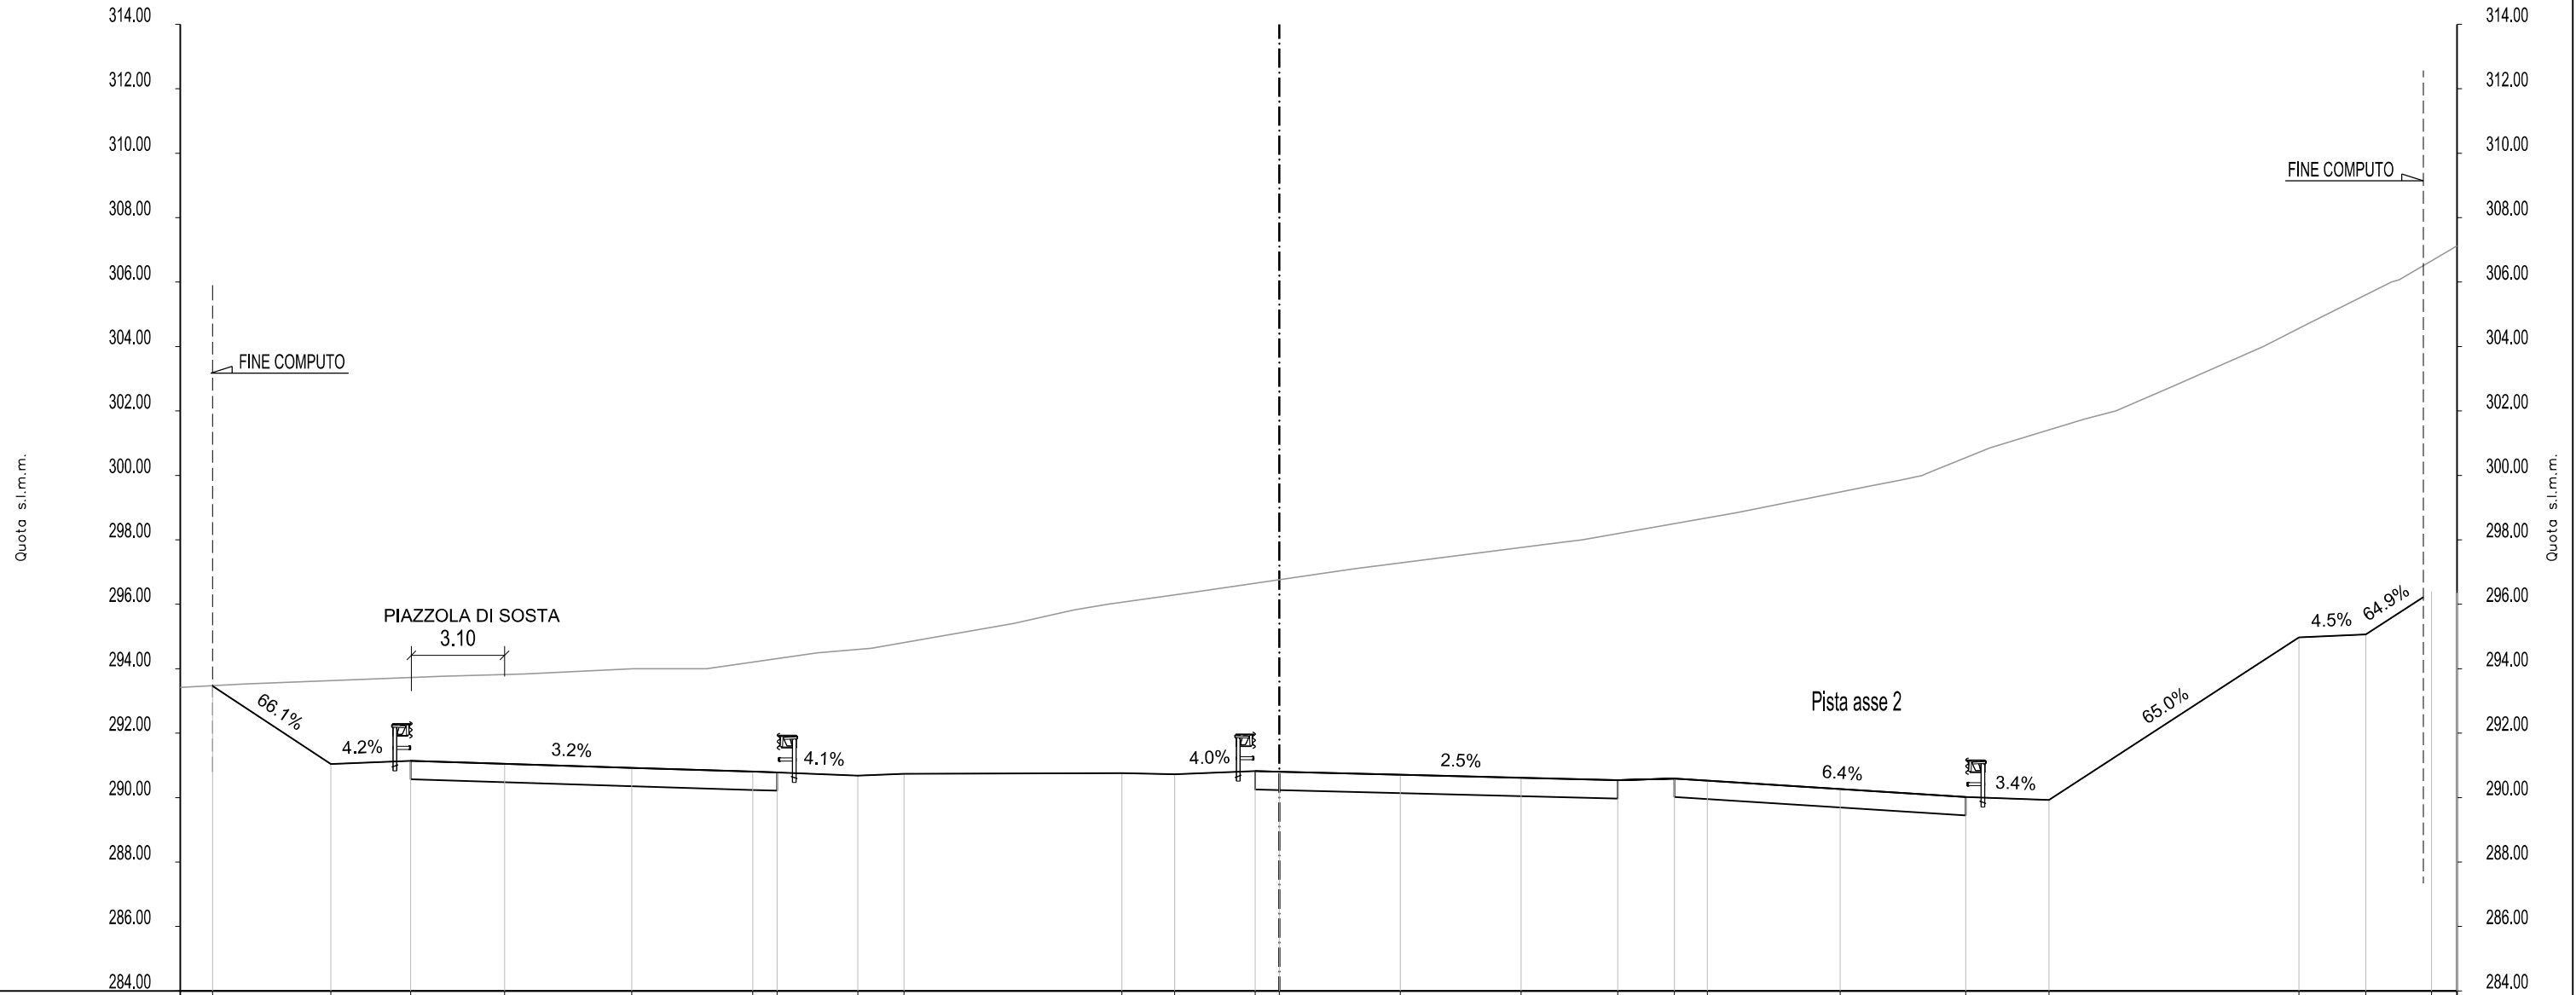 314.00 314.00
312.00 312.00
310.00 310.00
FINE COMPUTO
308.00 308.00
306.00 306.00
304.00 304.00
FINE COMPUTO
302.00 302.00
300.00 300.00
Quota s.l.m.m. Quota s.l.m.m.
298.00 298.00
296.00 296.00
PIAZZOLA DI SOSTA 4.5% 64.9%
3.10
294.00 294.00
66.1% Pista asse 2 65.0%
292.00 292.00
4.2% 3.2% 4.1% 4.0% 2.5% 6.4% 3.4%
290.00 290.00
288.00 288.00
286.00 286.00
284.00 284.00